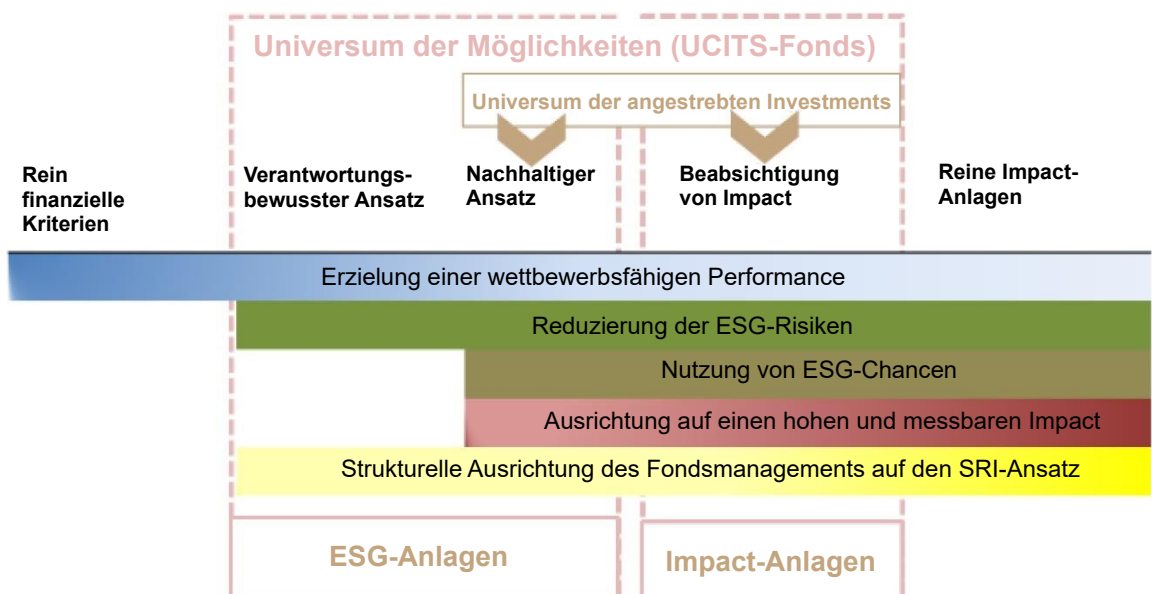 Universum der Möglichkeiten (UCITS-Fonds)
Universum der angestrebten Investments
Rein
finanzielle
Kriterien
Verantwortungs-
bewusster Ansatz
Nachhaltiger
Ansatz
Beabsichtigung
von Impact
Reine Impact-
Anlagen
Erzielung einer wettbewerbsfähigen Performance
Reduzierung der ESG-Risiken
Nutzung von ESG-Chancen
Ausrichtung auf einen hohen und messbaren Impact
Strukturelle Ausrichtung des Fondsmanagements auf den SRI-Ansatz
ESG-Anlagen
Impact-Anlagen